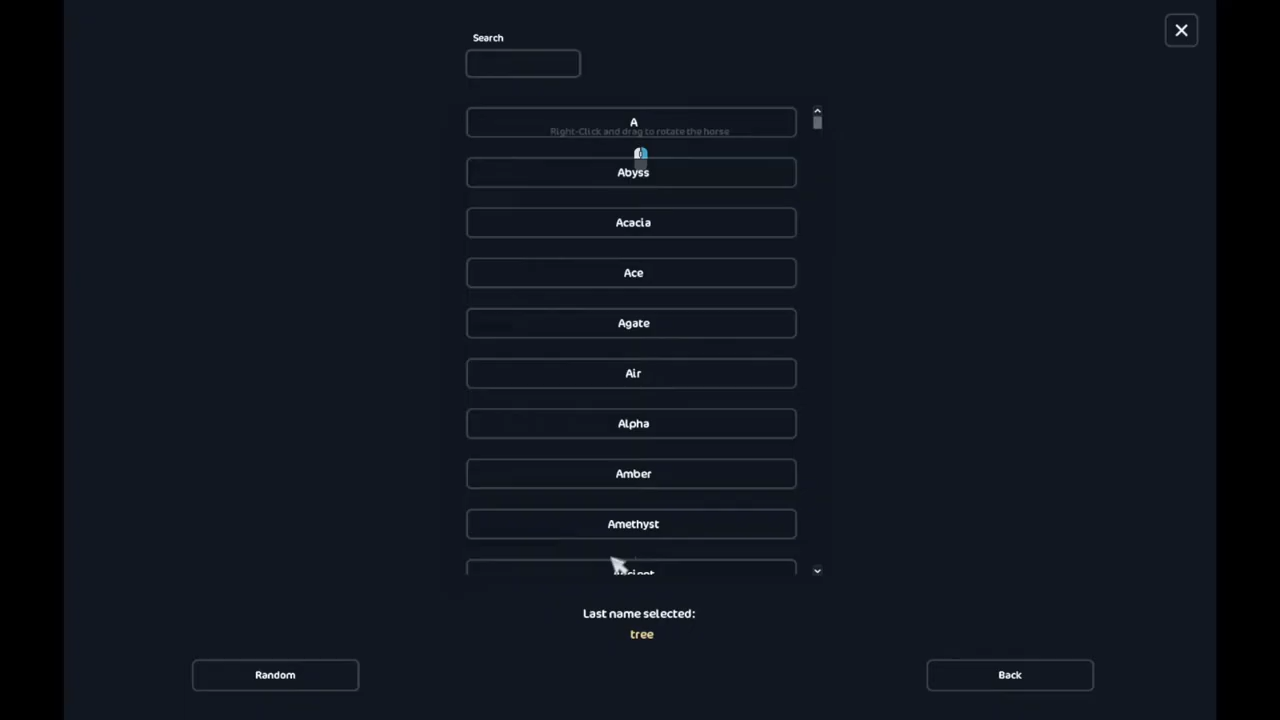 Search
A
Right-Click and drag to rotate the horse
Abyss
Acacia
Ace
Agate
Air
Alpha
Amber
Amethyst
Ancient
Last name selected:
tree
Random
Back